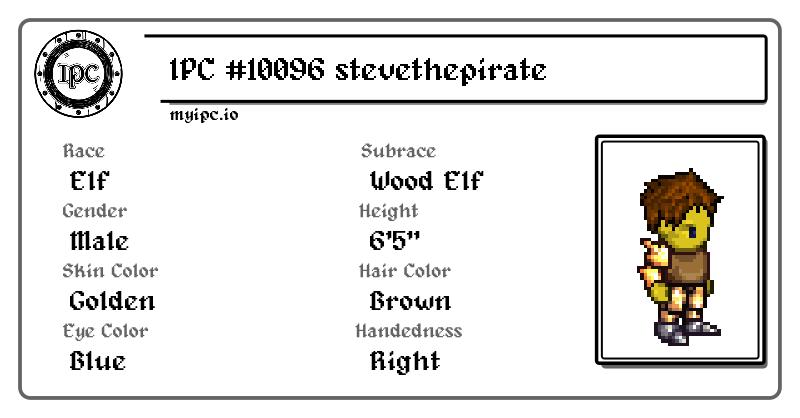 IPC
IPC #10096 stevethepirate
myipc.io
Race
Elf
Subrace
Wood Elf
Gender
Male
Height
6'5"
Skin Color
Golden
Hair Color
Brown
Eye Color
Blue
Handedness
Right